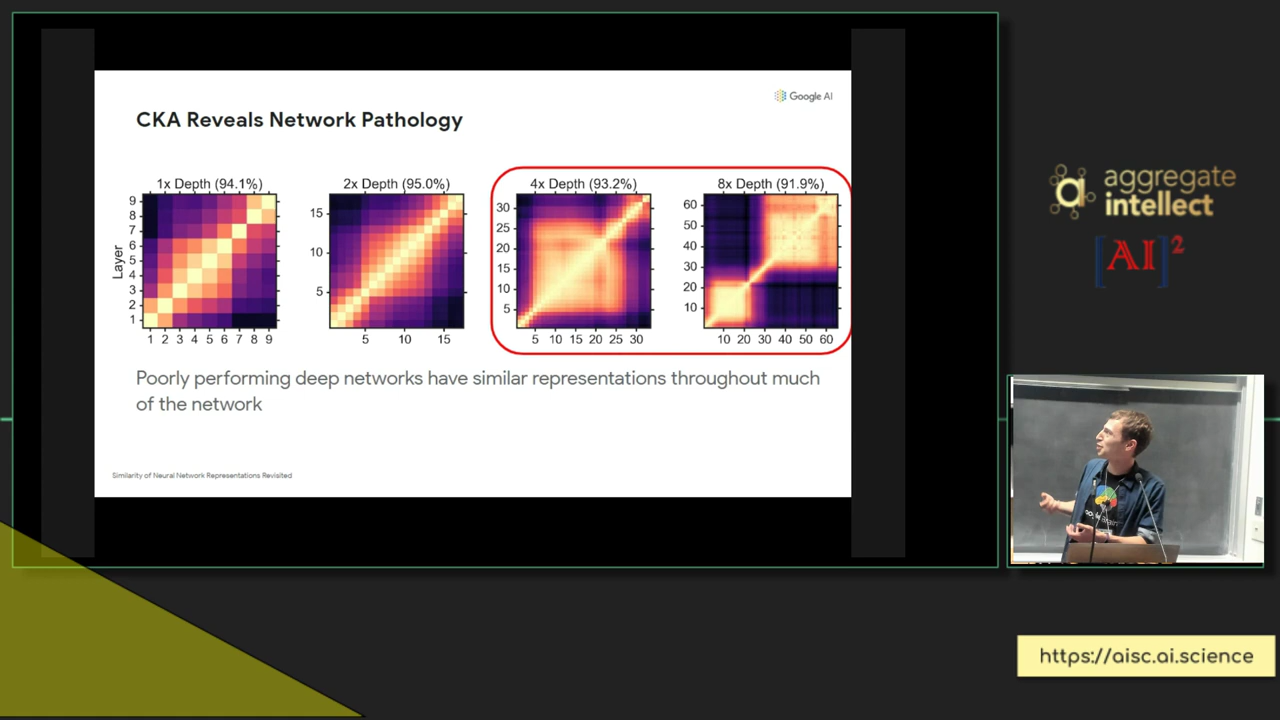 Google AI
CKA Reveals Network Pathology
1x Depth (94.1%)
2x Depth (95.0%)
4x Depth (93.2%)
8x Depth (91.9%)
Layer
9
8
7
6
5
4
3
2
1
1 2 3 4 5 6 7 8 9
15
10
5
5 10 15
30
25
20
15
10
5
5 10 15 20 25 30
60
50
40
30
20
10
10 20 30 40 50 60
Poorly performing deep networks have similar representations throughout much
of the network
Similarity of Neural Network Representations Revisited
aggregate
intellect
[AI]²
https://aisc.ai.science